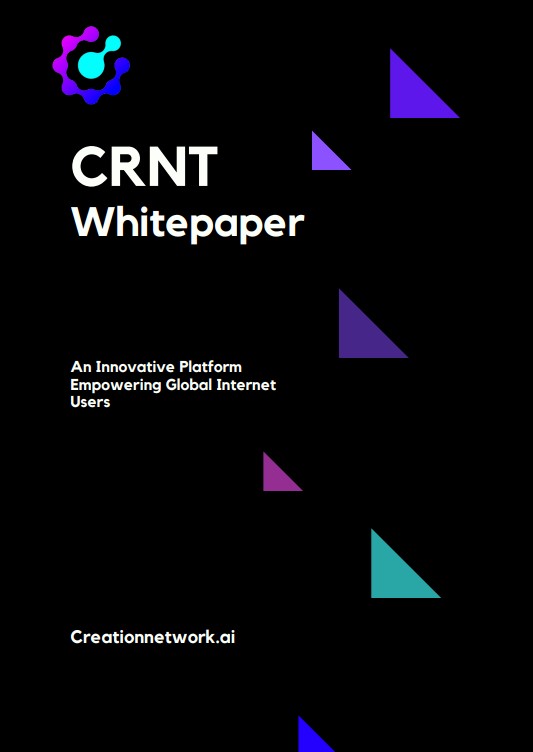 CRNT
Whitepaper
An Innovative Platform
Empowering Global Internet
Users
Creationnetwork.ai